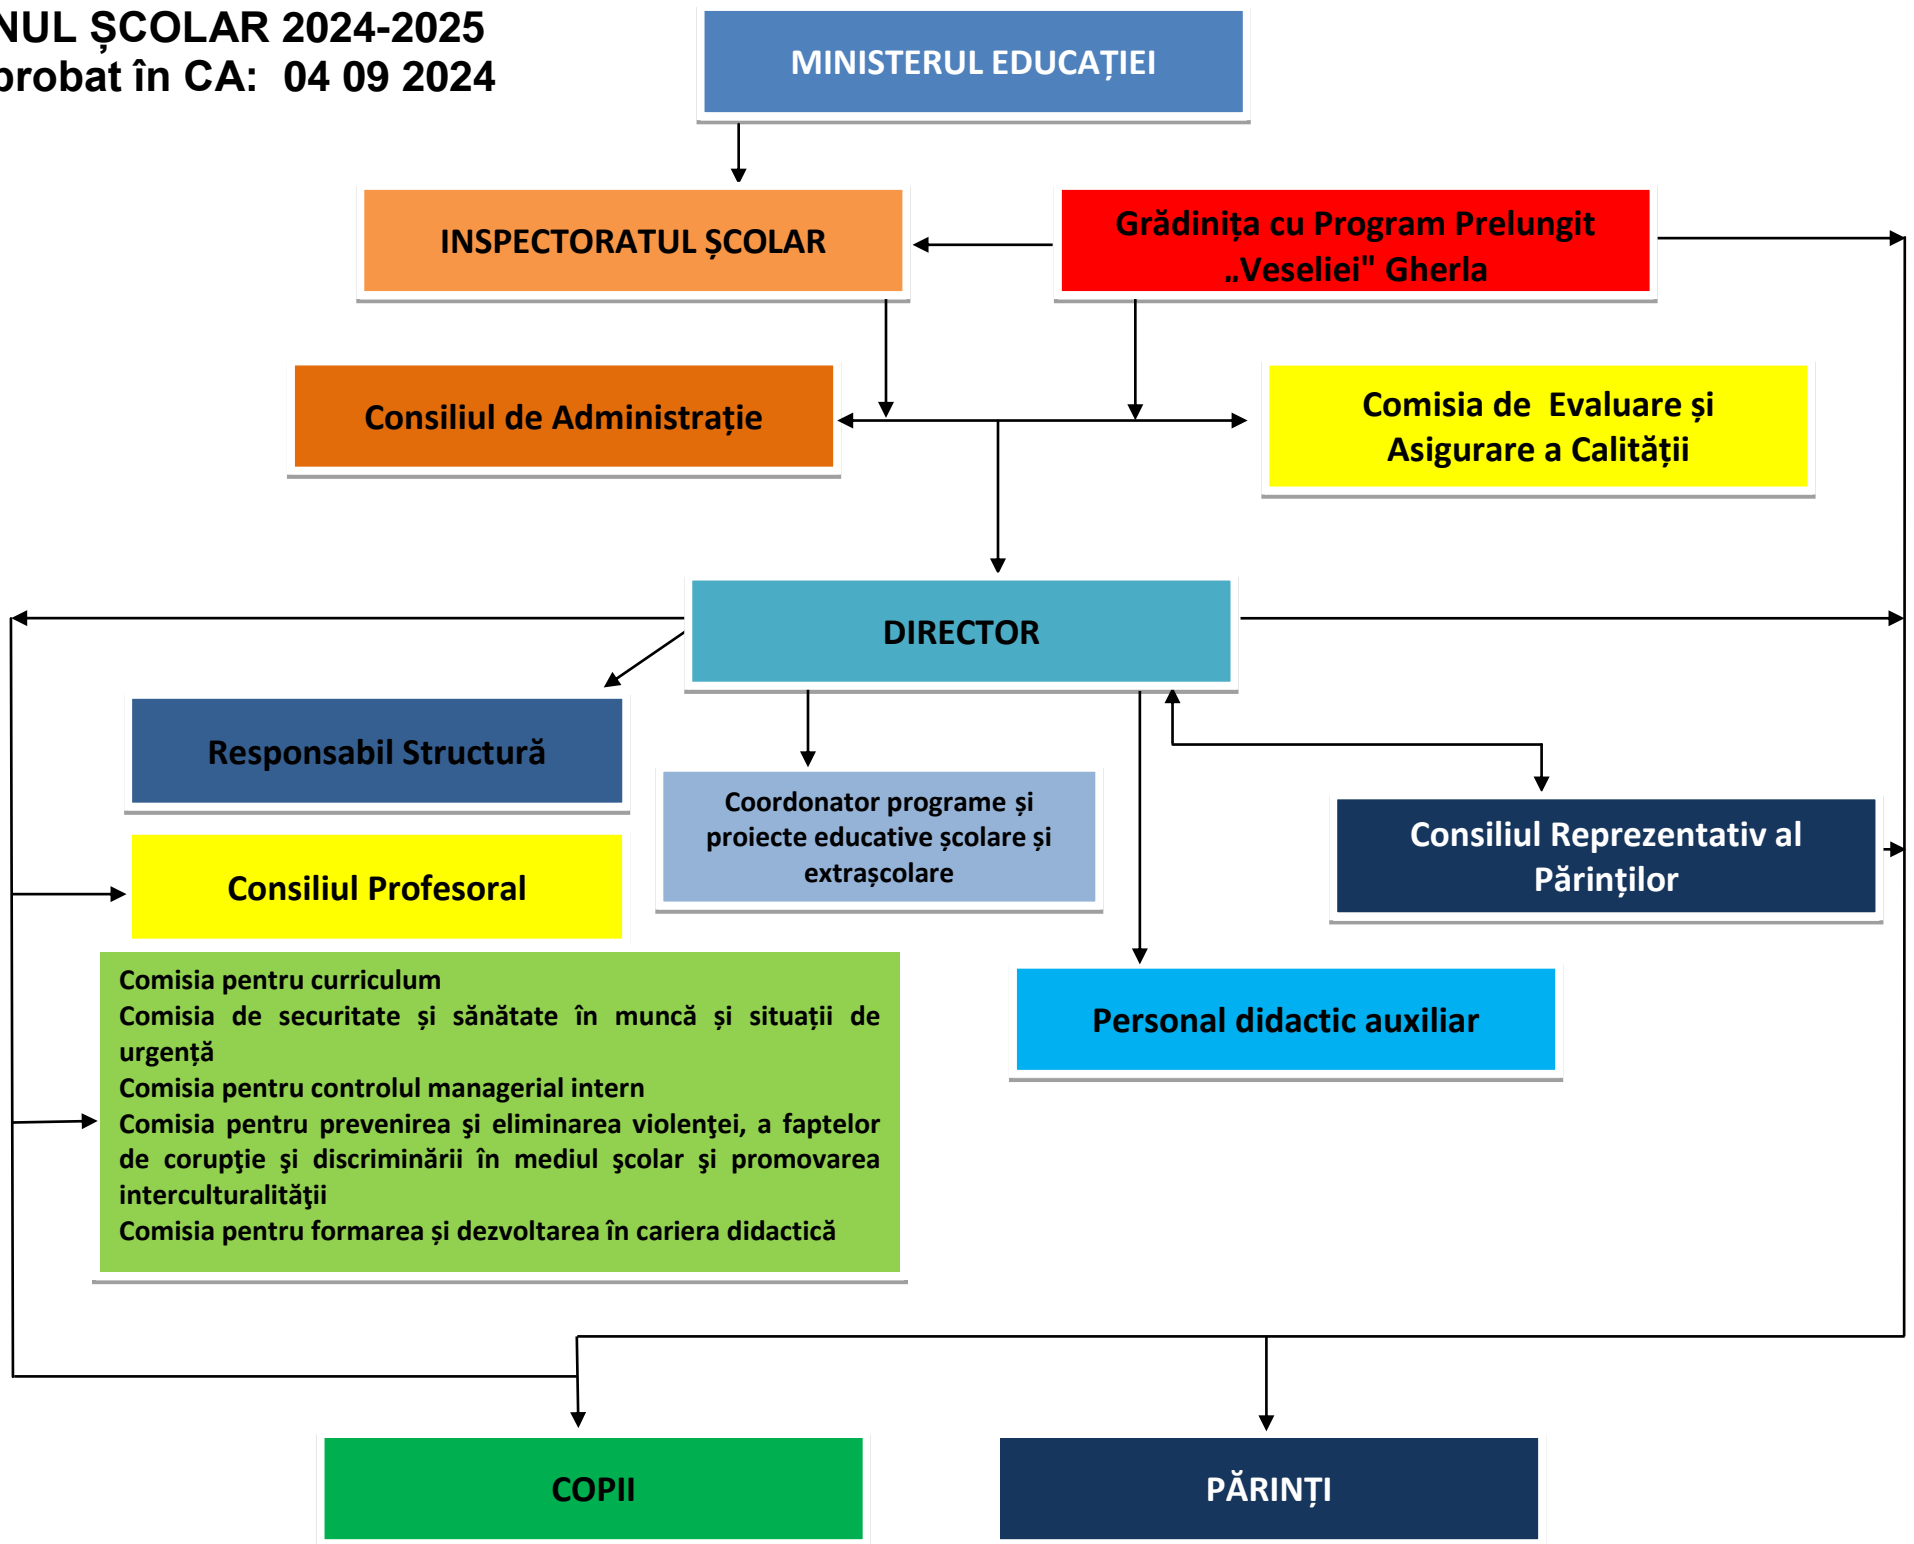 NUL ȘCOLAR 2024-2025
probat în CA: 04 09 2024
MINISTERUL EDUCAȚIEI
INSPECTORATUL ȘCOLAR
Grădinița cu Program Prelungit
„Veseliei" Gherla
Consiliul de Administrație
Comisia de Evaluare și
Asigurare a Calității
DIRECTOR
Responsabil Structură
Coordonator programe și
proiecte educative școlare și
extrașcolare
Consiliul Reprezentativ al
Părinților
Consiliul Profesoral
Comisia pentru curriculum
Comisia de securitate și sănătate în muncă și situații de
urgență
Comisia pentru controlul managerial intern
Comisia pentru prevenirea şi eliminarea violenţei, a faptelor
de corupţie şi discriminării în mediul şcolar şi promovarea
interculturalităţii
Comisia pentru formarea și dezvoltarea în cariera didactică
Personal didactic auxiliar
COPII
PĂRINȚI